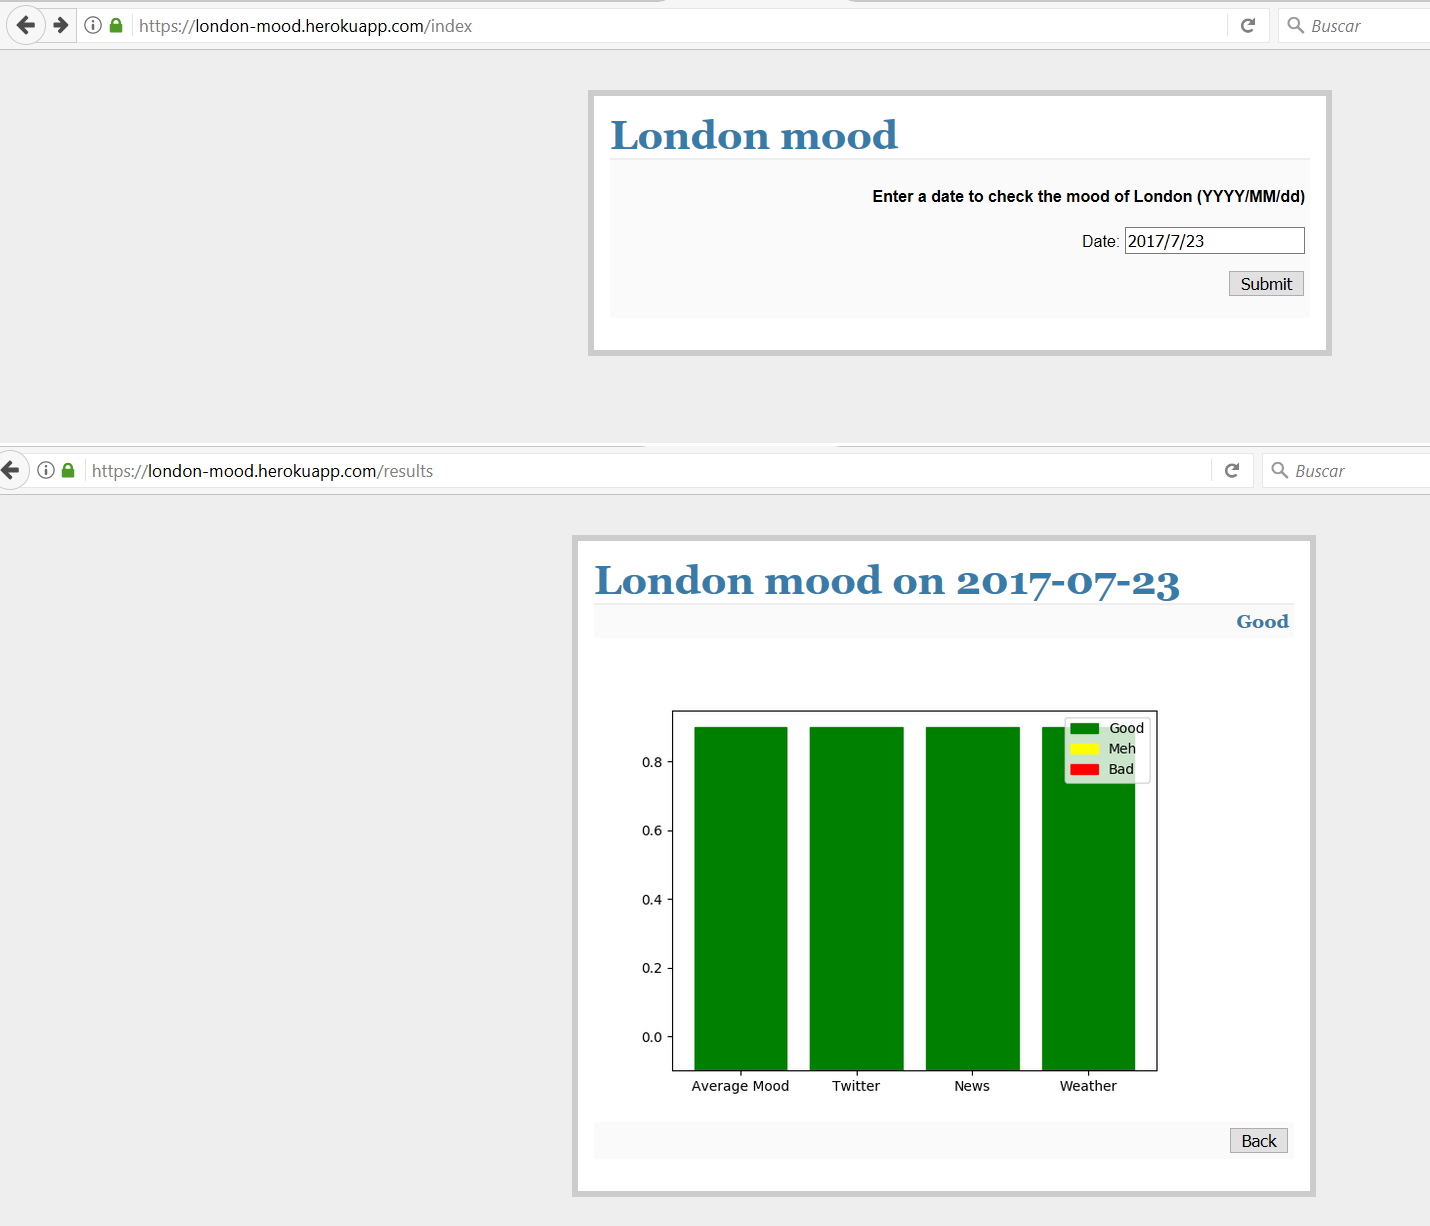 https://london-mood.herokuapp.com/index
Buscar
London mood
Enter a date to check the mood of London (YYYY/MM/dd)
Date: 2017/7/23
Submit
https://london-mood.herokuapp.com/results
Buscar
London mood on 2017-07-23
Good
Good
Meh
Bad
0.8
0.6
0.4
0.2
0.0
Average Mood Twitter News Weather
Back